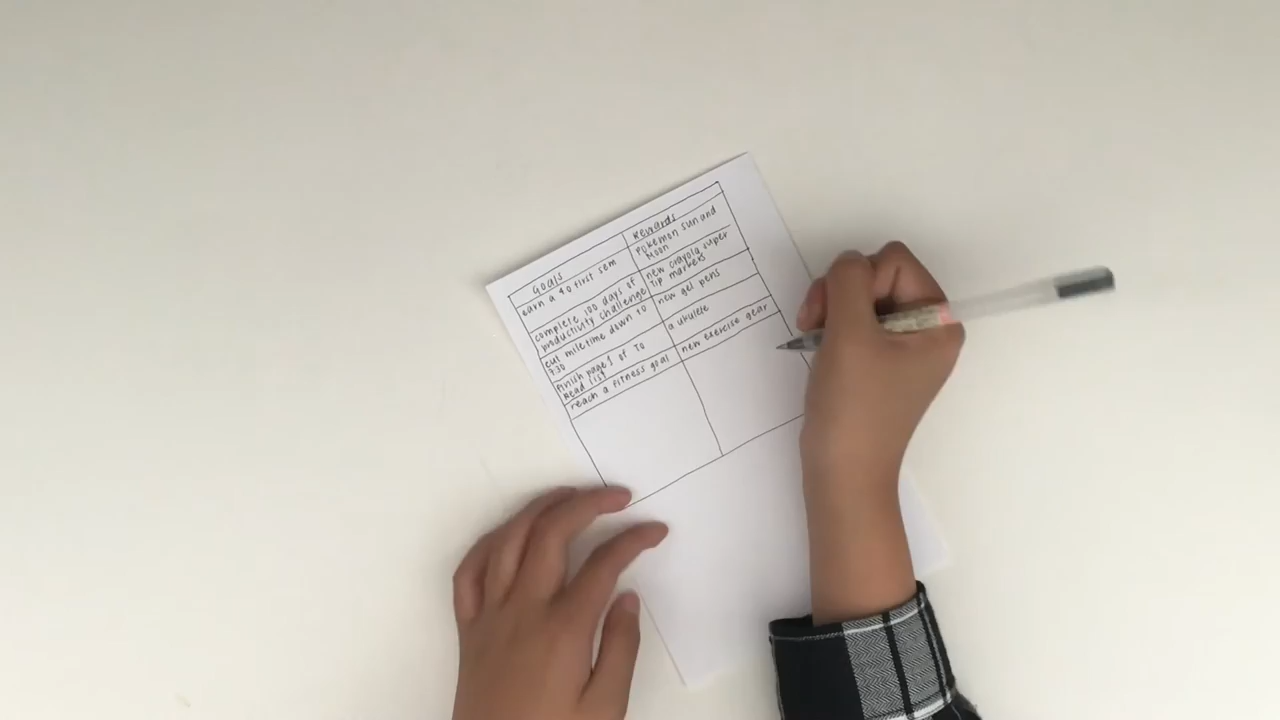 Goals
Rewards
earn a 4.0 first sem
Pokemon Sun and
Moon
complete 100 days of
productivity challenge
new crayola super
tip markers
cut mile time down to
7:30
new gel pens
finish page 1 of TO
Read list
a ukulele
reach a fitness goal
new exercise gear